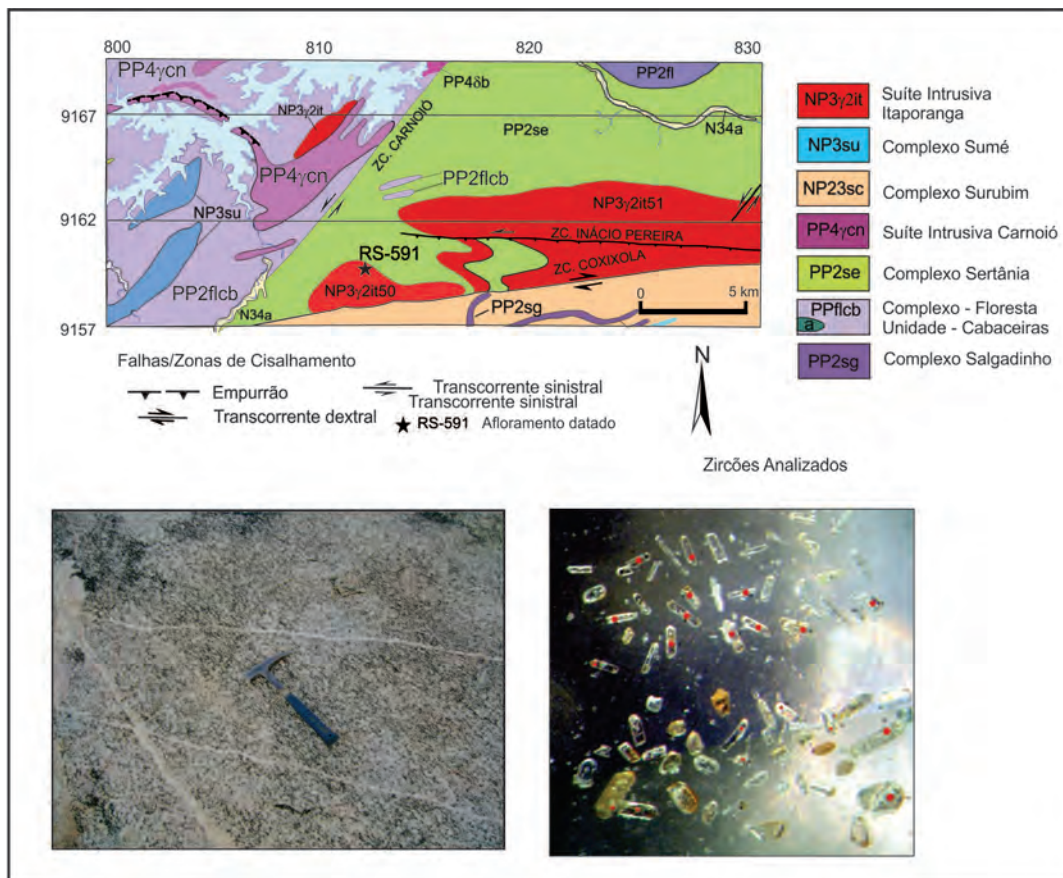 800 810 820 830
9167
9162
9157
PP4γcn
NP3γ2it
PP4γcn
NP3su
PP2flcb
N34a
ZC. CARNOIO
PP4δb
PP2fl
PP2se
N34a
PP2flcb
NP3γ2it51
ZC. INÁCIO PEREIRA
RS-591
ZC. COXIXOLA
NP3γ2it50
PP2sg
0 5 km
NP3γ2it Suíte Intrusiva
Itaporanga
NP3su Complexo Sumé
NP23sc Complexo Surubim
PP4γcn Suíte Intrusiva Carnoió
PP2se Complexo Sertânia
PPflcb Complexo - Floresta
a Unidade - Cabaceiras
PP2sg Complexo Salgadinho
Falhas/Zonas de Cisalhamento
Empurrão
Transcorrente dextral
Transcorrente sinistral
Transcorrente sinistral
RS-591 Afloramento datado
N
Zircões Analizados